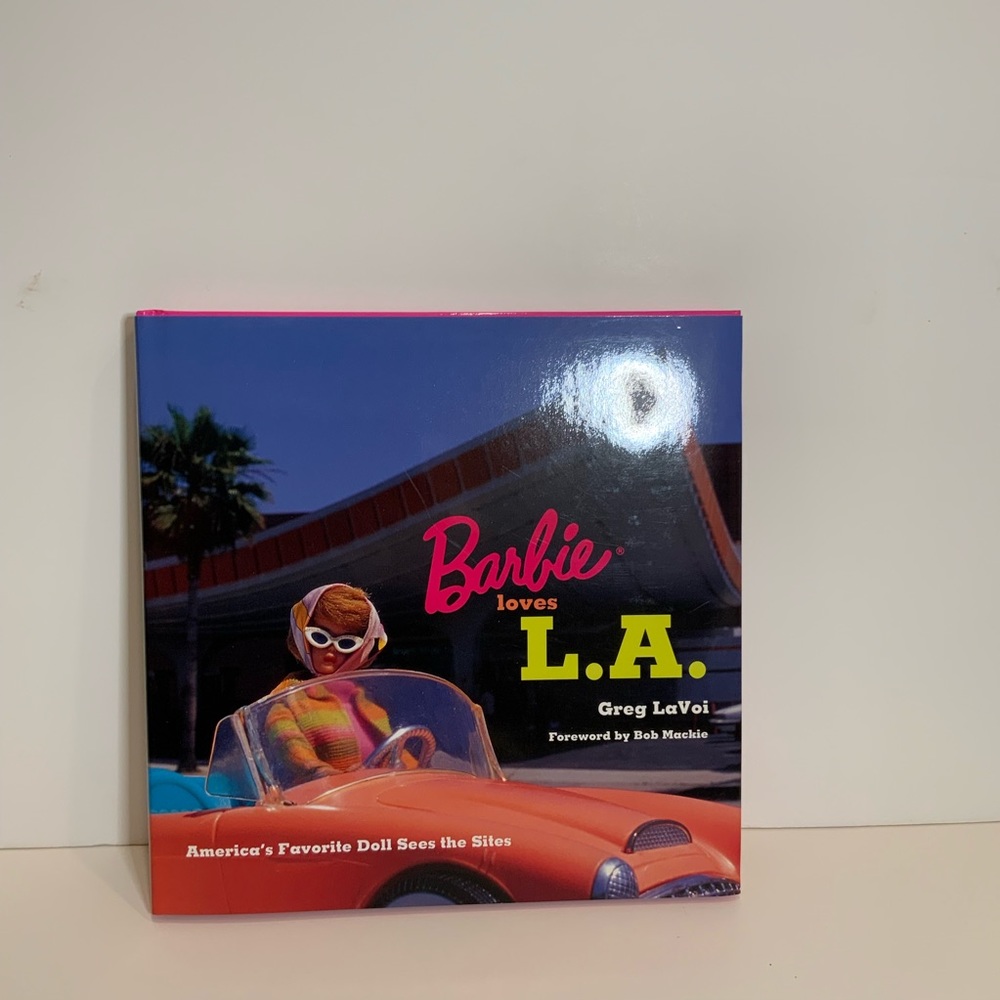 Barbie®
loves
L.A.
Greg LaVoi
Foreword by Bob Mackie
America's Favorite Doll Sees the Sites